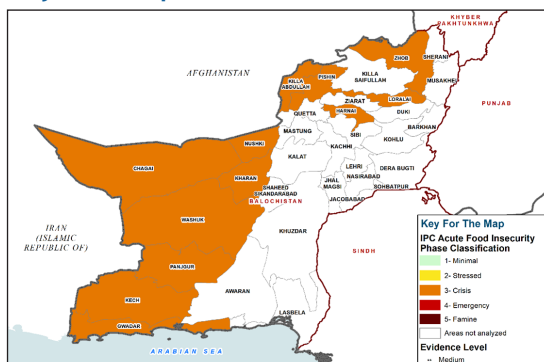 KHYBER
PAKHTUNKHWA
AFGHANISTAN
ZHOB
SHERANI
KILLA
ABDULLAH
PISHIN
KILLA
SAIFULLAH
MUSAKHEL
PUNJAB
ZIARAT
LORALAI
QUETTA
HARNAI
DUKI
MASTUNG
SIBI
BARKHAN
NUSHKI
KACHHI
KOHLU
CHAGAI
KALAT
LEHRI
DERA BUGTI
KHARAN
NASIRABAD
SHAHEED
SIKANDARABAD
JHAL
MAGSI
SOHBATPUR
BALOCHISTAN
JACOBABAD
WASHUK
IRAN
(ISLAMIC
REPUBLIC OF)
KHUZDAR
SINDH
PANJGUR
AWARAN
KECH
LASBELA
GWADAR
ARABIAN SEA
Key For The Map
IPC Acute Food Insecurity
Phase Classification
1- Minimal
2- Stressed
3- Crisis
4- Emergency
5- Famine
Areas not analyzed
Evidence Level
** Medium